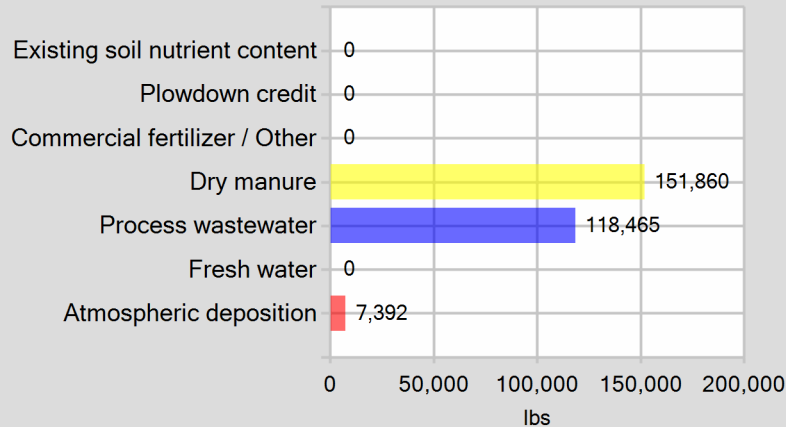 Existing soil nutrient content 0
Plowdown credit 0
Commercial fertilizer / Other 0
Dry manure 151,860
Process wastewater 118,465
Fresh water 0
Atmospheric deposition 7,392
0 50,000 100,000 150,000 200,000
lbs